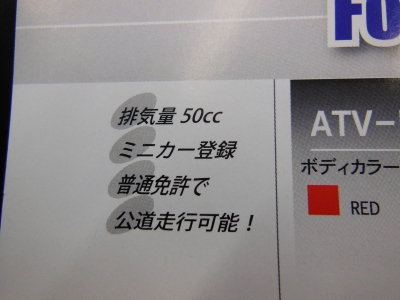 FO
排気量 50cc
ミニカー登録
普通免許で
公道走行可能！
ATV-
ボディカラー
RED